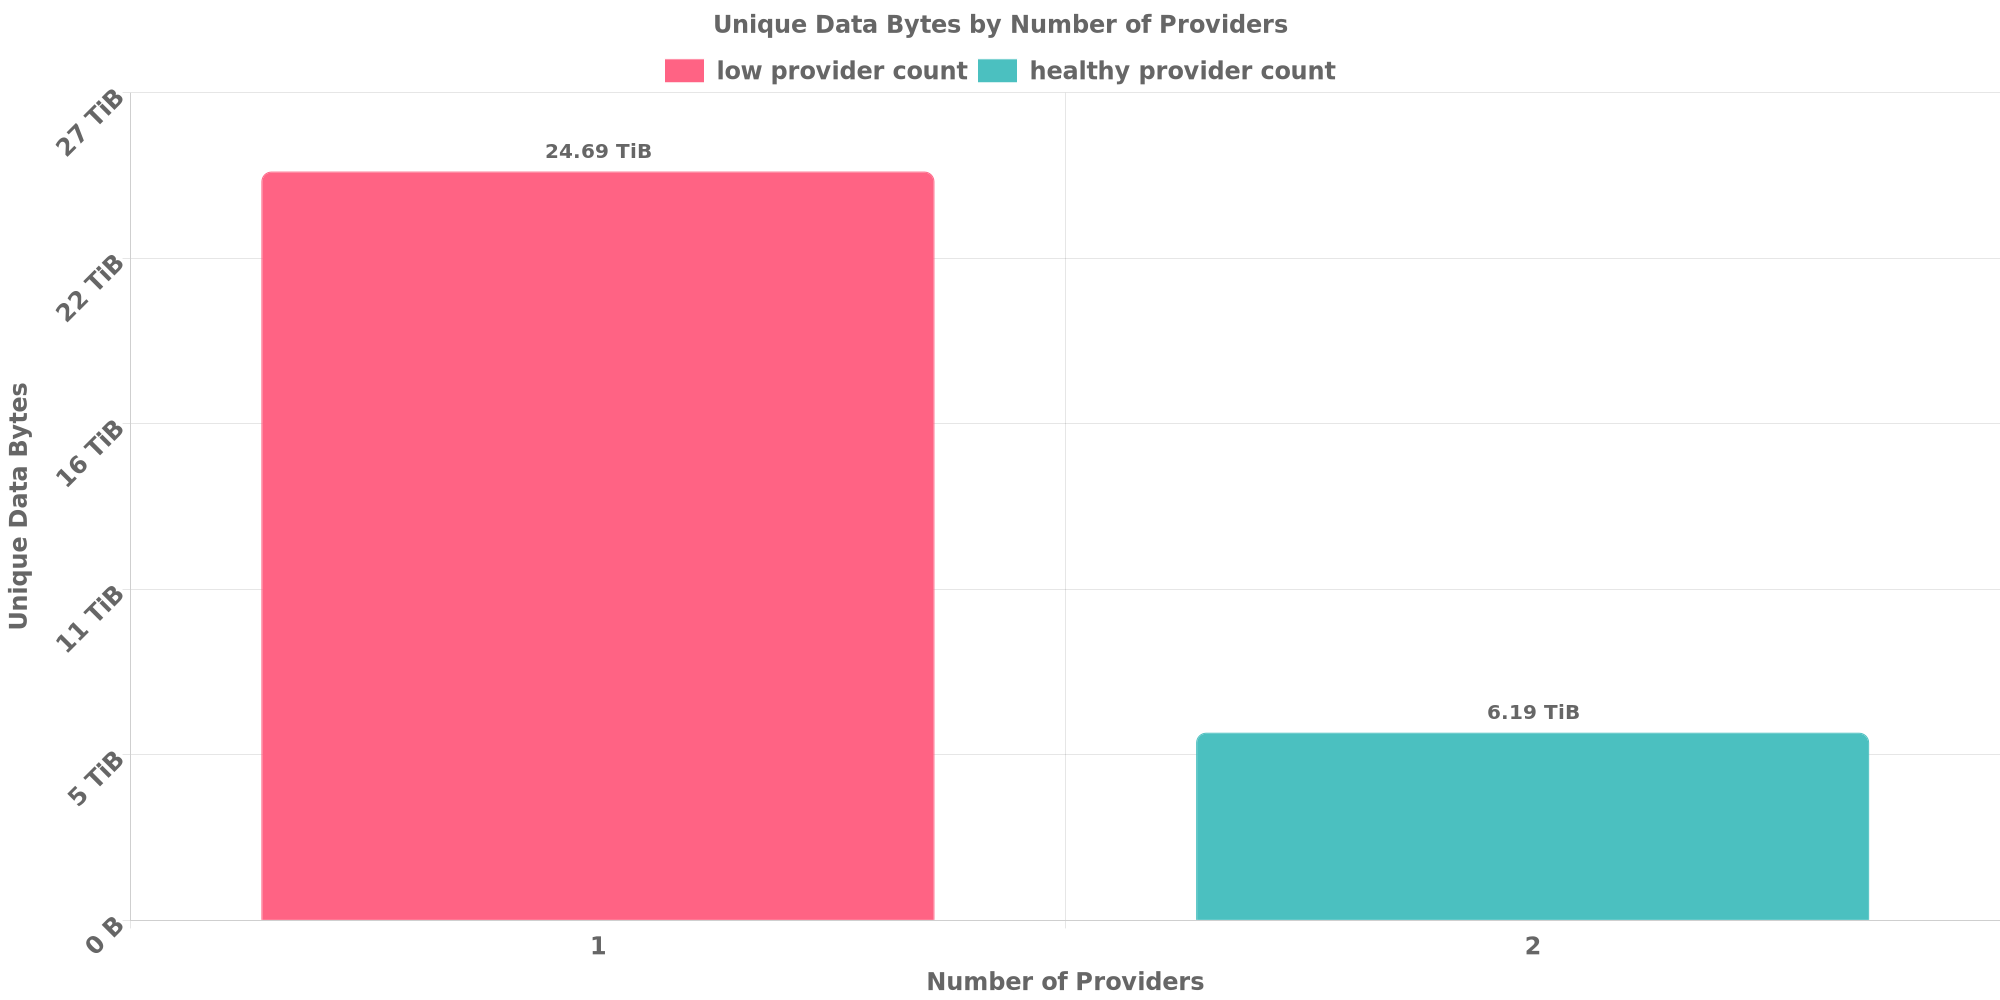 Unique Data Bytes by Number of Providers
low provider count healthy provider count
27 TiB
22 TiB
16 TiB
11 TiB
5 TiB
0 B
Unique Data Bytes
24.69 TiB
6.19 TiB
1
2
Number of Providers